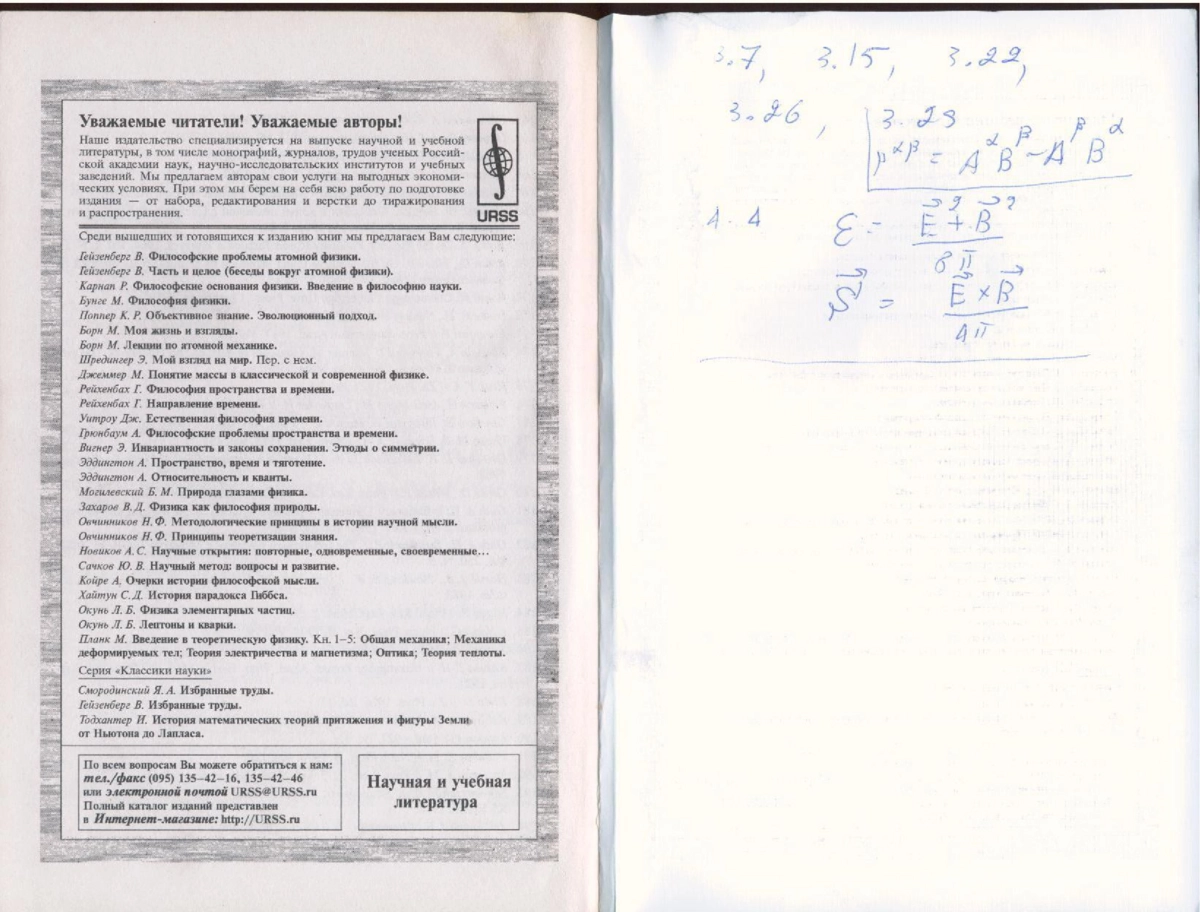 Уважаемые читатели! Уважаемые авторы!
Наше издательство специализируется на выпуске научной и учебной
литературы, в том числе монографий, журналов, трудов ученых Россий-
ской академии наук, научно-исследовательских институтов и учебных
заведений. Мы предлагаем авторам свои услуги на выгодных экономи-
ческих условиях. При этом мы берем на себя всю работу по подготовке
издания — от набора, редактирования и верстки до тиражирования
и распространения.
URSS
Среди вышедших и готовящихся к изданию книг мы предлагаем Вам следующие:
Гейзенберг В. Философские проблемы атомной физики.
Гейзенберг В. Часть и целое (беседы вокруг атомной физики).
Карнап Р. Философские основания физики. Введение в философию науки.
Бунге М. Философия физики.
Поппер К. Р. Объективное знание. Эволюционный подход.
Борн М. Моя жизнь и взгляды.
Борн М. Лекции по атомной механике.
Шредингер Э. Мой взгляд на мир. Пер. с нем.
Джеммер М. Понятие массы в классической и современной физике.
Рейхенбах Г. Философия пространства и времени.
Рейхенбах Г. Направление времени.
Уитроу Дж. Естественная философия времени.
Грюнбаум А. Философские проблемы пространства и времени.
Вигнер Э. Инвариантность и законы сохранения. Этюды о симметрии.
Эддингтон А. Пространство, время и тяготение.
Эддингтон А. Относительность и кванты.
Могилевский Б. М. Природа глазами физика.
Захаров В. Д. Физика как философия природы.
Овчинников Н. Ф. Методологические принципы в истории научной мысли.
Овчинников Н. Ф. Принципы теоретизации знания.
Новиков А. С. Научные открытия: повторные, одновременные, своевременные…
Сачков Ю. В. Научный метод: вопросы и развитие.
Койре А. Очерки истории философской мысли.
Хайтун С. Д. История парадокса Гиббса.
Окунь Л. Б. Физика элементарных частиц.
Окунь Л. Б. Лептоны и кварки.
Планк М. Введение в теоретическую физику. Кн. 1–5: Общая механика; Механика
деформируемых тел; Теория электричества и магнетизма; Оптика; Теория теплоты.
Серия «Классики науки»
Смородинский Я. А. Избранные труды.
Гейзенберг В. Избранные труды.
Тодхантер И. История математических теорий притяжения и фигуры Земли
от Ньютона до Лапласа.
По всем вопросам Вы можете обратиться к нам:
тел./факс (095) 135–42–16, 135–42–46
или электронной почтой URSS@URSS.ru
Полный каталог изданий представлен
в Интернет-магазине: http://URSS.ru
Научная и учебная
литература
3.7, 3.15, 3.22,
3.26, 3.29
= A^α B^β − A^β B^α
4.4 ε = (E⃗² + B⃗²) / 8π
S⃗ = (E⃗ × B⃗) / 4π